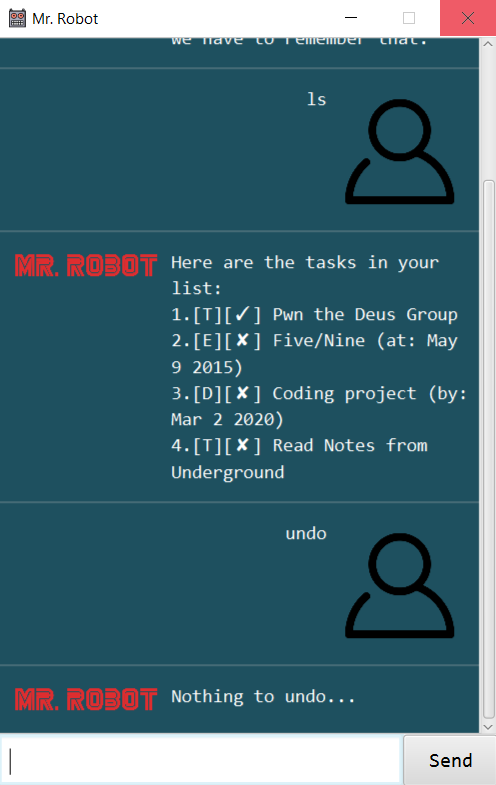 Mr. Robot
we have to remember that.
ls
MR. ROBOT
Here are the tasks in your
list:
1.[T][✓] Pwn the Deus Group
2.[E][✘] Five/Nine (at: May
9 2015)
3.[D][✘] Coding project (by:
Mar 2 2020)
4.[T][✘] Read Notes from
Underground
undo
MR. ROBOT
Nothing to undo...
Send